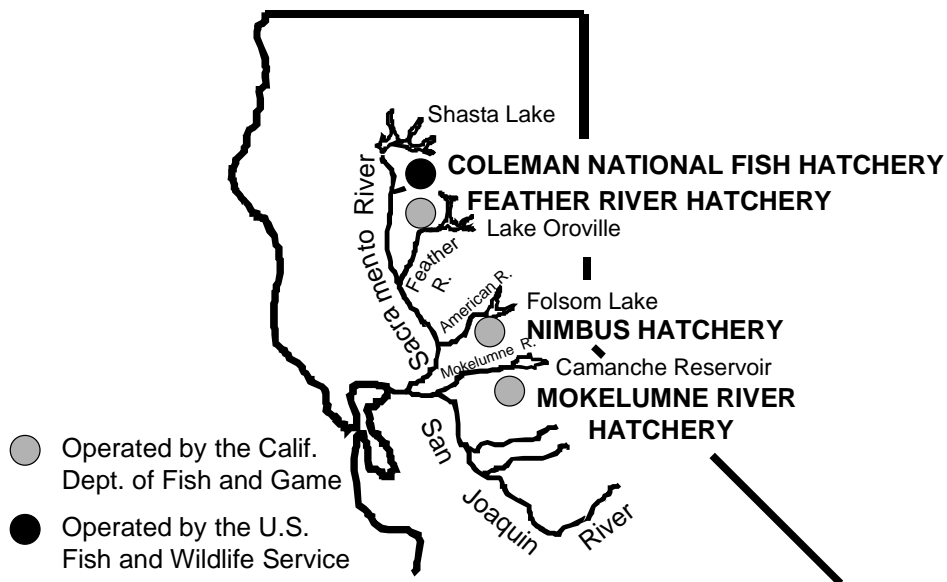 Shasta Lake
COLEMAN NATIONAL FISH HATCHERY
FEATHER RIVER HATCHERY
Lake Oroville
Sacramento River
Feather
R.
American R.
Folsom Lake
NIMBUS HATCHERY
Mokelumne R.
Camanche Reservoir
MOKELUMNE RIVER
HATCHERY
San
Joaquin
River
Operated by the Calif.
Dept. of Fish and Game
Operated by the U.S.
Fish and Wildlife Service